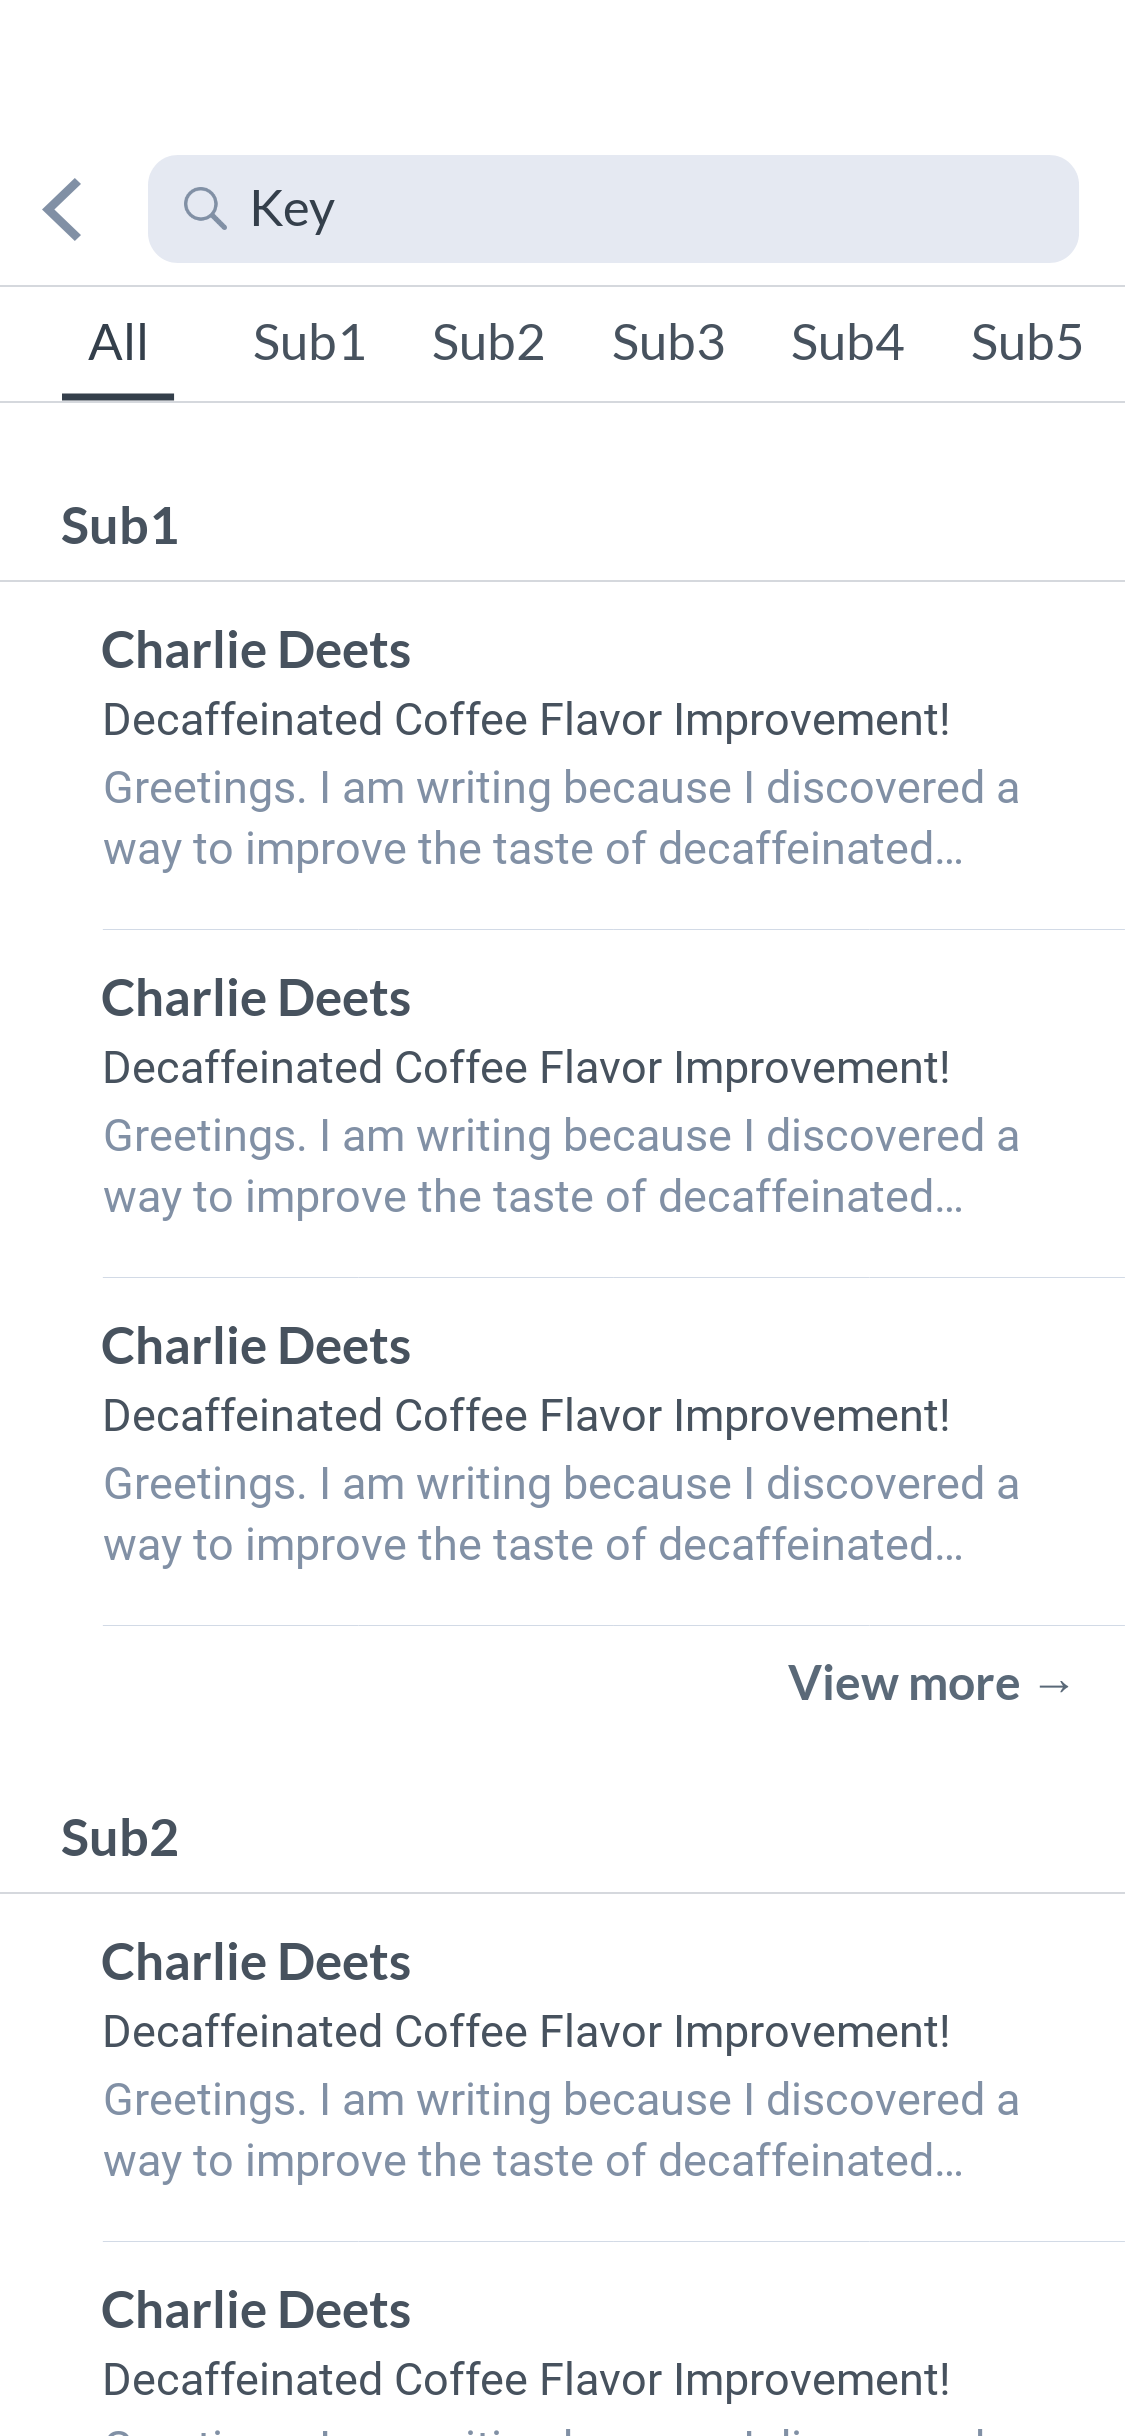 Key
All Sub1 Sub2 Sub3 Sub4 Sub5
Sub1
Charlie Deets
Decaffeinated Coffee Flavor Improvement!
Greetings. I am writing because I discovered a
way to improve the taste of decaffeinated...
Charlie Deets
Decaffeinated Coffee Flavor Improvement!
Greetings. I am writing because I discovered a
way to improve the taste of decaffeinated...
Charlie Deets
Decaffeinated Coffee Flavor Improvement!
Greetings. I am writing because I discovered a
way to improve the taste of decaffeinated...
View more →
Sub2
Charlie Deets
Decaffeinated Coffee Flavor Improvement!
Greetings. I am writing because I discovered a
way to improve the taste of decaffeinated...
Charlie Deets
Decaffeinated Coffee Flavor Improvement!